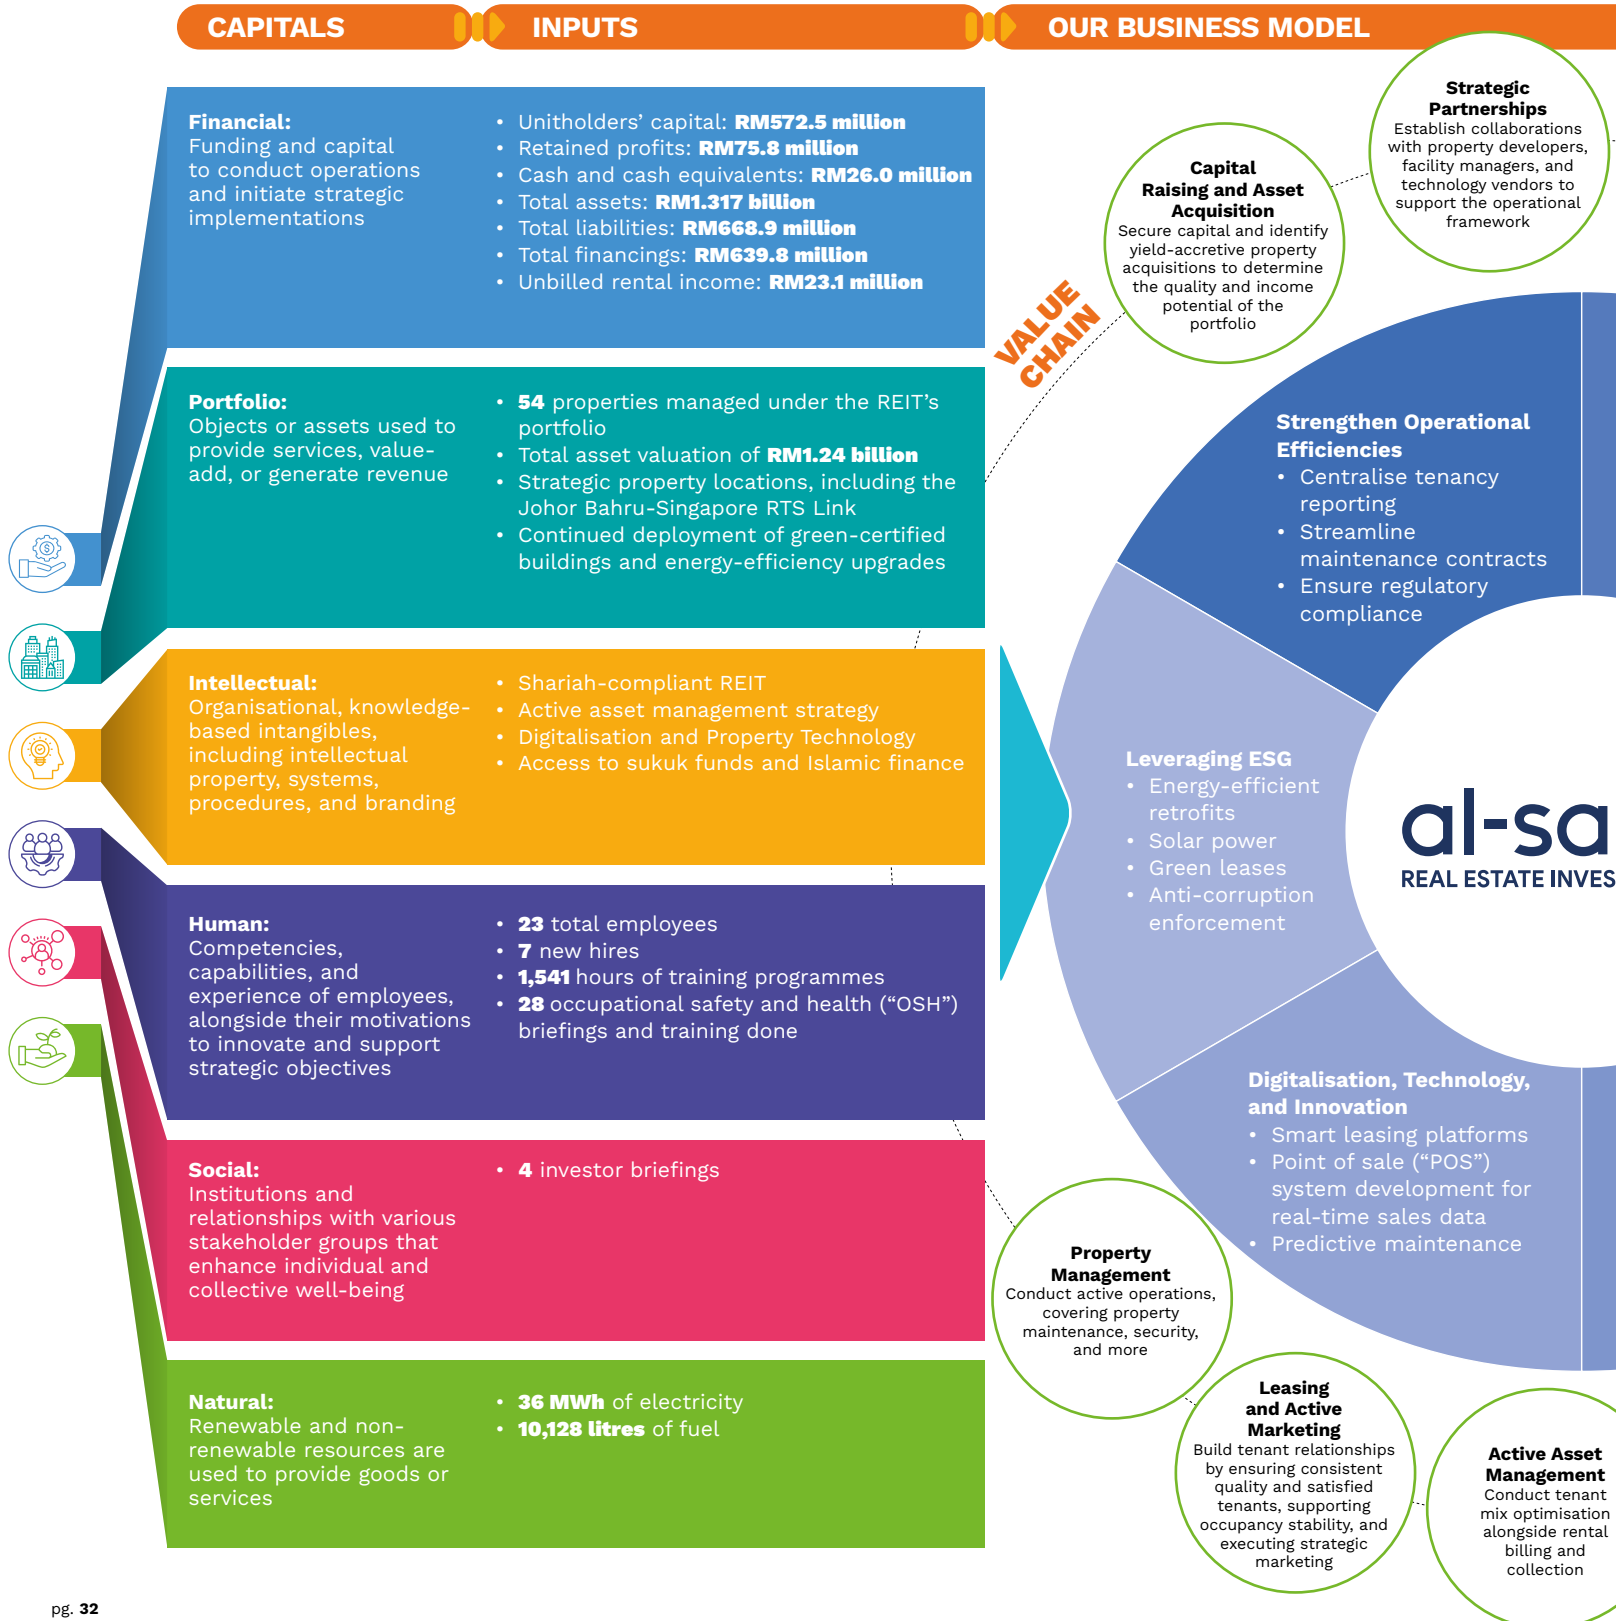 CAPITALS
INPUTS
OUR BUSINESS MODEL
Financial:
Funding and capital
to conduct operations
and initiate strategic
implementations
• Unitholders’ capital: RM572.5 million
• Retained profits: RM75.8 million
• Cash and cash equivalents: RM26.0 million
• Total assets: RM1.317 billion
• Total liabilities: RM668.9 million
• Total financings: RM639.8 million
• Unbilled rental income: RM23.1 million
Portfolio:
Objects or assets used to
provide services, value-
add, or generate revenue
• 54 properties managed under the REIT’s
portfolio
• Total asset valuation of RM1.24 billion
• Strategic property locations, including the
Johor Bahru-Singapore RTS Link
• Continued deployment of green-certified
buildings and energy-efficiency upgrades
Intellectual:
Organisational, knowledge-
based intangibles,
including intellectual
property, systems,
procedures, and branding
• Shariah-compliant REIT
• Active asset management strategy
• Digitalisation and Property Technology
• Access to sukuk funds and Islamic finance
Human:
Competencies,
capabilities, and
experience of employees,
alongside their motivations
to innovate and support
strategic objectives
• 23 total employees
• 7 new hires
• 1,541 hours of training programmes
• 28 occupational safety and health (“OSH”)
briefings and training done
Social:
Institutions and
relationships with various
stakeholder groups that
enhance individual and
collective well-being
• 4 investor briefings
Natural:
Renewable and non-
renewable resources are
used to provide goods or
services
• 36 MWh of electricity
• 10,128 litres of fuel
VALUE
CHAIN
Capital
Raising and Asset
Acquisition
Secure capital and identify
yield-accretive property
acquisitions to determine
the quality and income
potential of the
portfolio
Strategic
Partnerships
Establish collaborations
with property developers,
facility managers, and
technology vendors to
support the operational
framework
Strengthen Operational
Efficiencies
• Centralise tenancy
reporting
• Streamline
maintenance contracts
• Ensure regulatory
compliance
Leveraging ESG
• Energy-efficient
retrofits
• Solar power
• Green leases
• Anti-corruption
enforcement
al-sa
REAL ESTATE INVES
Digitalisation, Technology,
and Innovation
• Smart leasing platforms
• Point of sale (“POS”)
system development for
real-time sales data
• Predictive maintenance
Property
Management
Conduct active operations,
covering property
maintenance, security,
and more
Leasing
and Active
Marketing
Build tenant relationships
by ensuring consistent
quality and satisfied
tenants, supporting
occupancy stability, and
executing strategic
marketing
Active Asset
Management
Conduct tenant
mix optimisation
alongside rental
billing and
collection
pg. 32